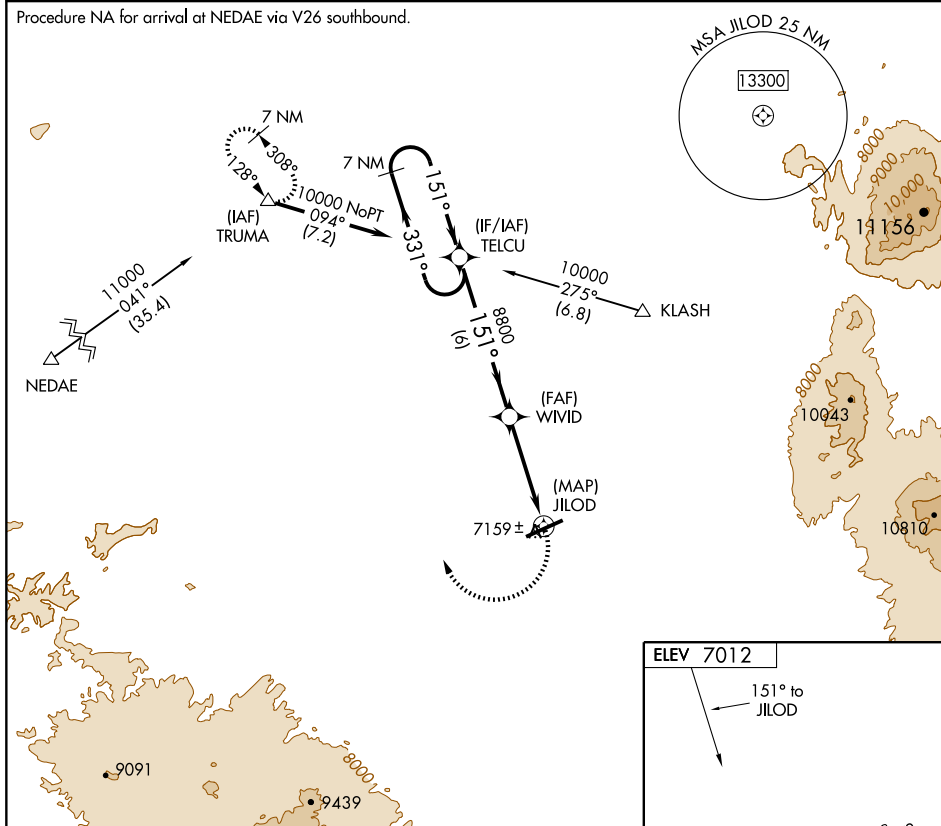 Procedure NA for arrival at NEDAE via V26 southbound.
MSA JILOD 25 NM
13300
7 NM
308°
128°
(IAF)
TRUMA
10000 NoPT
094°
(7.2)
7 NM
151°
331°
(IF/IAF)
TELCU
10000
275°
(6.8)
KLASH
11000
041°
(35.4)
NEDAE
8800
151°
(6)
(FAF)
WIVID
(MAP)
JILOD
7159 ±
8000
9000
10,000
11156
8000
10043
10810
9091
9439
8000
ELEV 7012
151° to
JILOD